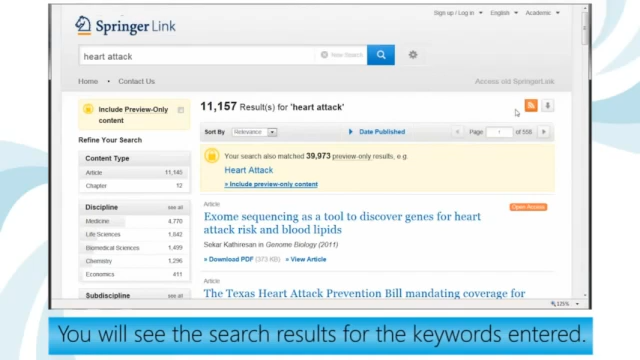 Sign up / Log in English Academic
Springer Link
heart attack New Search
Home • Contact Us Access old SpringerLink
Include Preview-Only
content
11,157 Result(s) for 'heart attack'
Refine Your Search
Sort By Relevance Date Published Page 1 of 558
Content Type
Article 11,145
Chapter 12
Your search also matched 39,973 preview-only results, e.g.
Heart Attack
» Include preview-only content
Discipline see all
Medicine 4,770
Life Sciences 1,842
Biomedical Sciences 1,499
Chemistry 1,296
Economics 411
Subdiscipline see all
Article Open Access
Exome sequencing as a tool to discover genes for heart
attack risk and blood lipids
Sekar Kathiresan in Genome Biology (2011)
» Download PDF (373 KB) » View Article
Article
The Texas Heart Attack Prevention Bill mandating coverage for
125%
You will see the search results for the keywords entered.